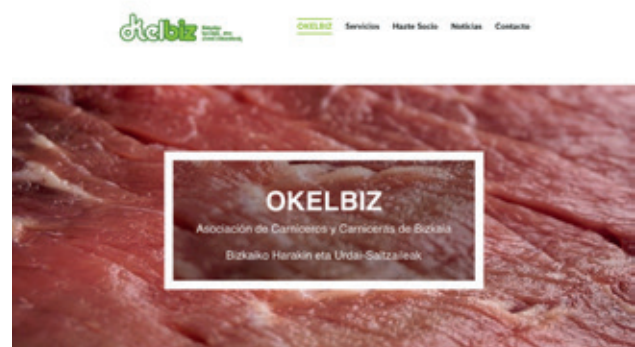 okelbiz
OKELBIZ Servicios Hazte Socio Noticias Contacto
OKELBIZ
Asociación de Carniceros y Carniceras de Bizkaia
Bizkaiko Harakin eta Urdai-Saltzaileak